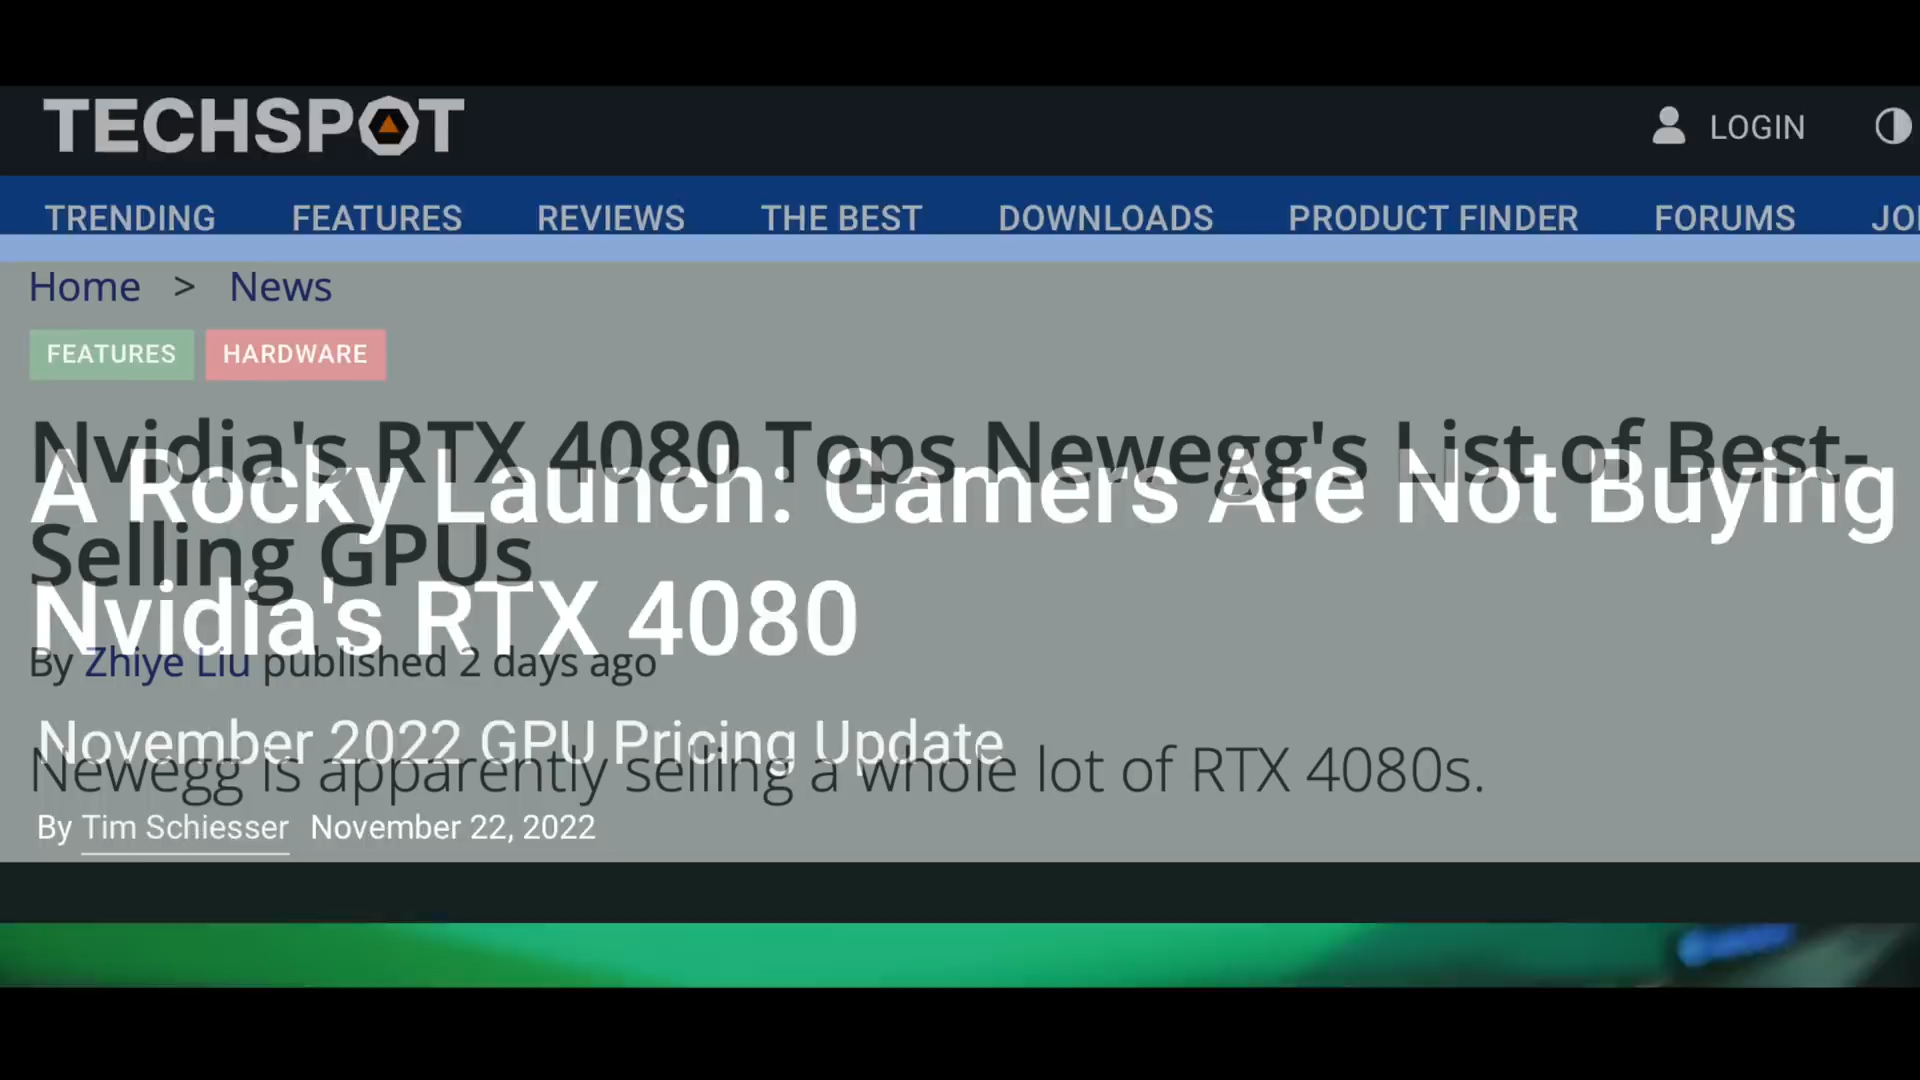 TECHSPOT
LOGIN
TRENDING FEATURES REVIEWS THE BEST DOWNLOADS PRODUCT FINDER FORUMS
Home > News
FEATURES HARDWARE
Nvidia's RTX 4080 Tops Newegg's List of Best-
Selling GPUs
A Rocky Launch: Gamers Are Not Buying
Nvidia's RTX 4080
By Zhiye Liu published 2 days ago
November 2022 GPU Pricing Update
Newegg is apparently selling a whole lot of RTX 4080s.
By Tim Schiesser November 22, 2022